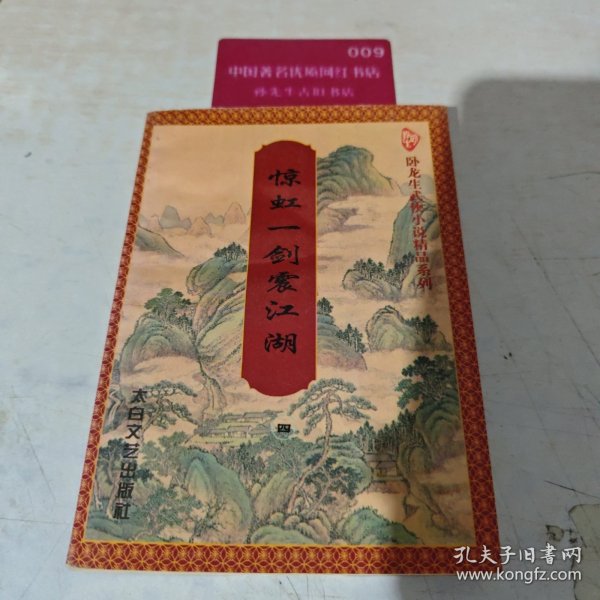 009
中国著名优质网红书店
孙先生古旧书店
卧龙生武侠小说精品系列
惊虹一剑震江湖
四
太白文艺出版社
孔夫子旧书网
www.kongfz.com